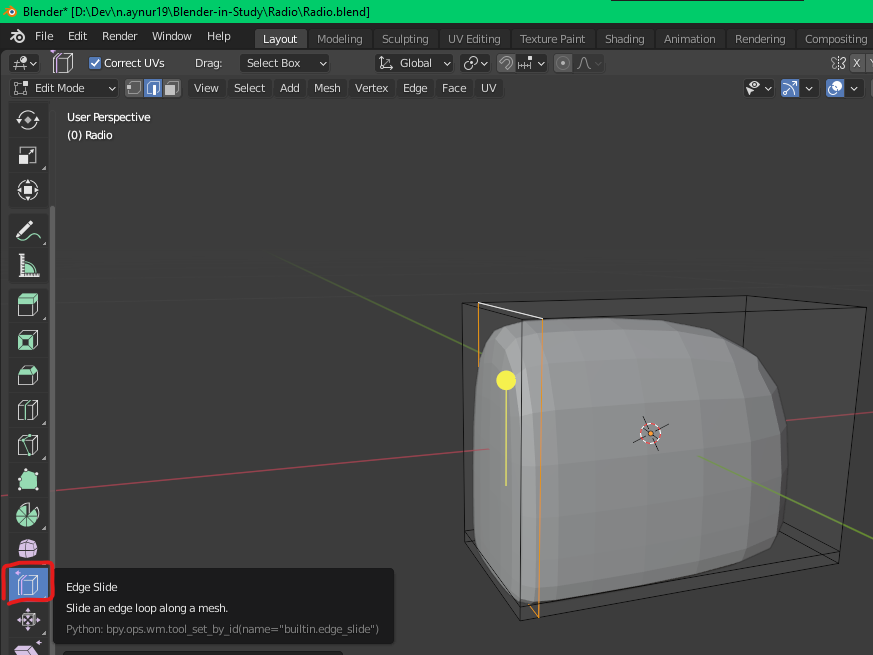 Blender* [D:\Dev\n.aynur19\Blender-in-Study\Radio\Radio.blend]
File Edit Render Window Help Layout Modeling Sculpting UV Editing Texture Paint Shading Animation Rendering Compositing
Correct UVs Drag: Select Box Global X
Edit Mode View Select Add Mesh Vertex Edge Face UV
User Perspective
(0) Radio
Edge Slide
Slide an edge loop along a mesh.
Python: bpy.ops.wm.tool_set_by_id(name="builtin.edge_slide")